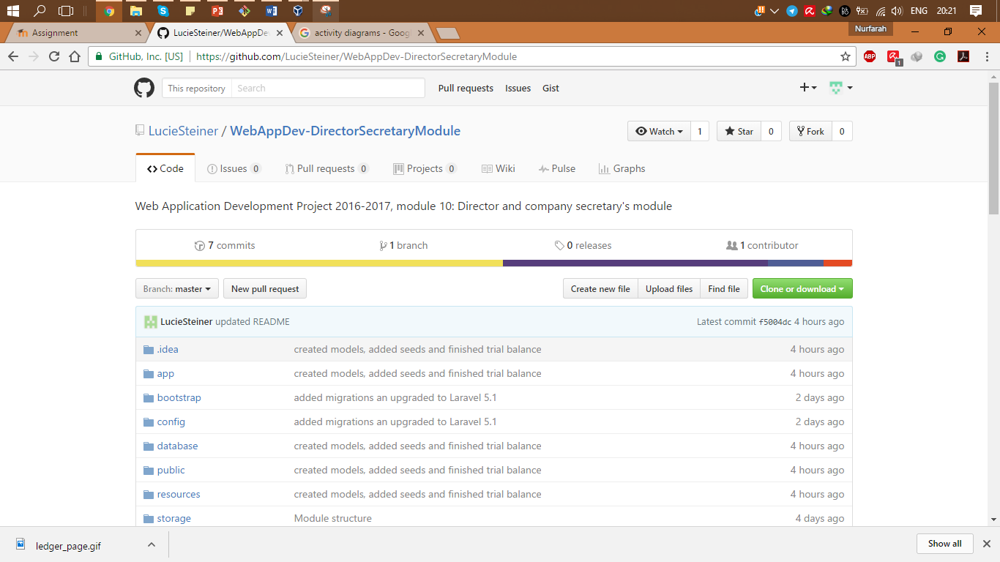 ENG 20:21
Nurfarah
Assignment
LucieSteiner/WebAppDev
activity diagrams - Goog
GitHub, Inc. [US] https://github.com/LucieSteiner/WebAppDev-DirectorSecretaryModule
ABP
1
This repository Search Pull requests Issues Gist
LucieSteiner / WebAppDev-DirectorSecretaryModule
Watch 1 Star 0 Fork 0
Code Issues 0 Pull requests 0 Projects 0 Wiki Pulse Graphs
Web Application Development Project 2016-2017, module 10: Director and company secretary's module
7 commits 1 branch 0 releases 1 contributor
Branch: master New pull request Create new file Upload files Find file Clone or download
LucieSteiner updated README Latest commit f5004dc 4 hours ago
.idea created models, added seeds and finished trial balance 4 hours ago
app created models, added seeds and finished trial balance 4 hours ago
bootstrap added migrations an upgraded to Laravel 5.1 2 days ago
config added migrations an upgraded to Laravel 5.1 2 days ago
database created models, added seeds and finished trial balance 4 hours ago
public created models, added seeds and finished trial balance 4 hours ago
resources created models, added seeds and finished trial balance 4 hours ago
storage Module structure 4 days ago
ledger_page.gif Show all